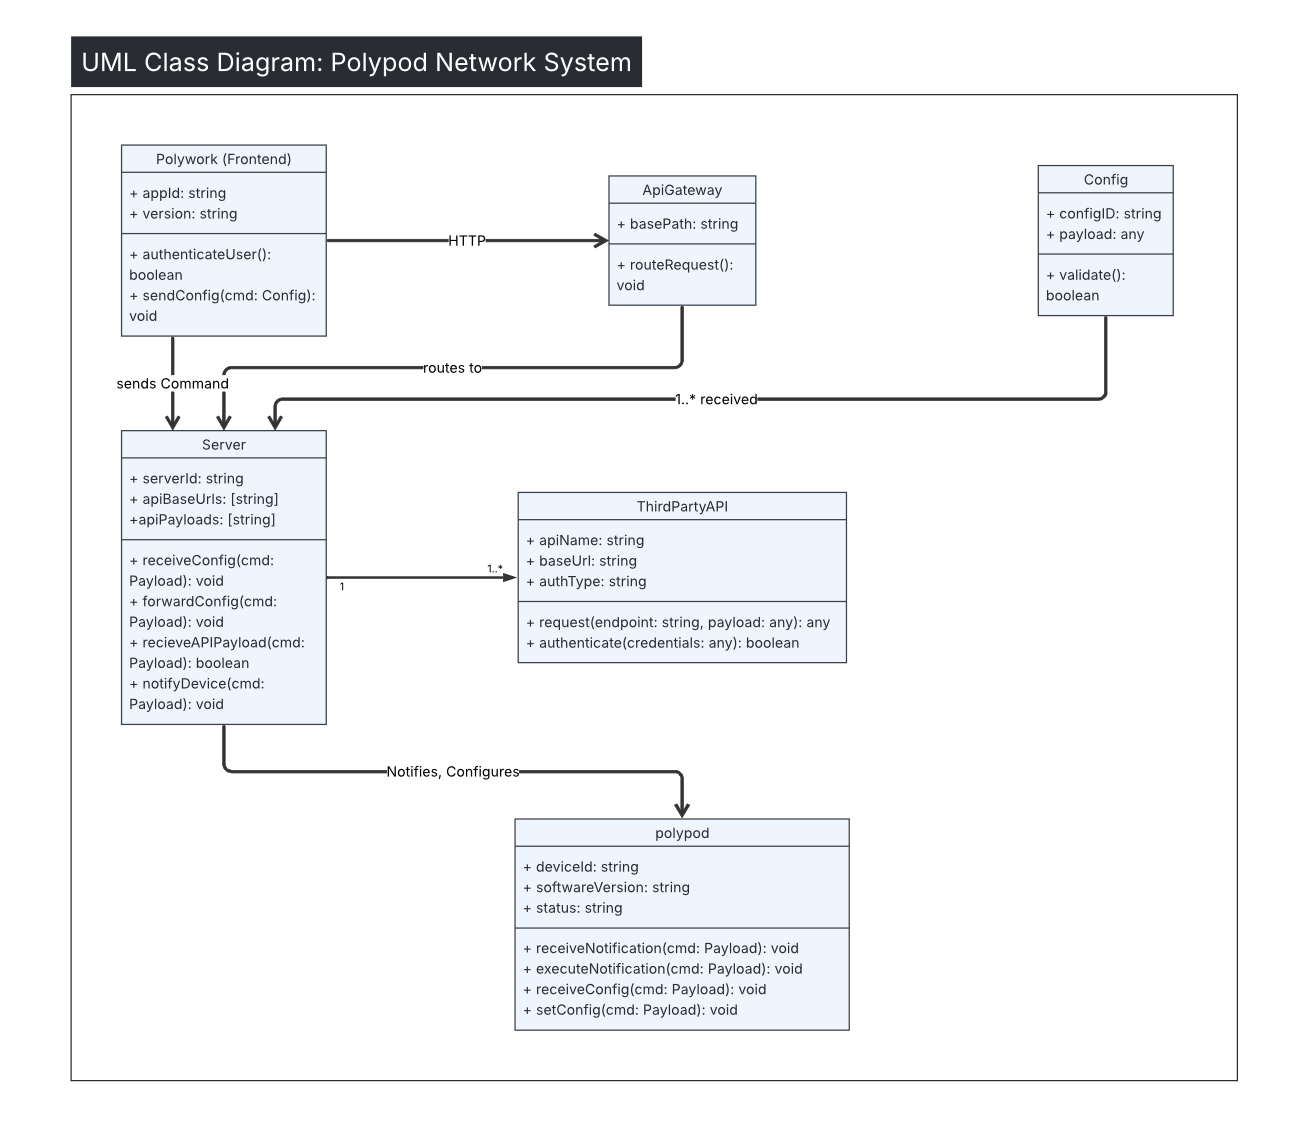 UML Class Diagram: Polypod Network System
Polywork (Frontend)
+ appId: string
+ version: string
+ authenticateUser():
boolean
+ sendConfig(cmd: Config):
void
HTTP
ApiGateway
+ basePath: string
+ routeRequest():
void
Config
+ configID: string
+ payload: any
+ validate():
boolean
routes to
sends Command
1..* received
Server
+ serverId: string
+ apiBaseUrls: [string]
+apiPayloads: [string]
+ receiveConfig(cmd:
Payload): void
+ forwardConfig(cmd:
Payload): void
+ recieveAPIPayload(cmd:
Payload): boolean
+ notifyDevice(cmd:
Payload): void
1
1..*
ThirdPartyAPI
+ apiName: string
+ baseUrl: string
+ authType: string
+ request(endpoint: string, payload: any): any
+ authenticate(credentials: any): boolean
Notifies, Configures
polypod
+ deviceId: string
+ softwareVersion: string
+ status: string
+ receiveNotification(cmd: Payload): void
+ executeNotification(cmd: Payload): void
+ receiveConfig(cmd: Payload): void
+ setConfig(cmd: Payload): void